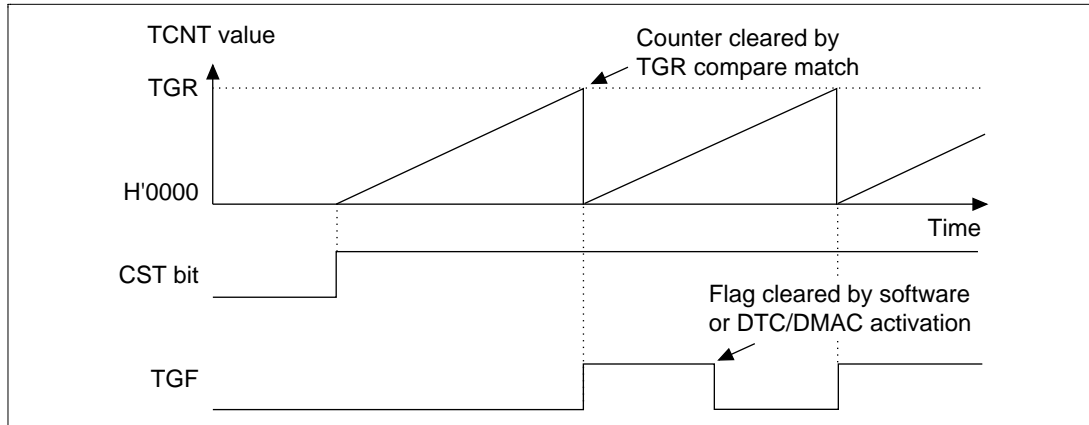 TCNT value
Counter cleared by
TGR compare match
TGR
H'0000
Time
CST bit
Flag cleared by software
or DTC/DMAC activation
TGF